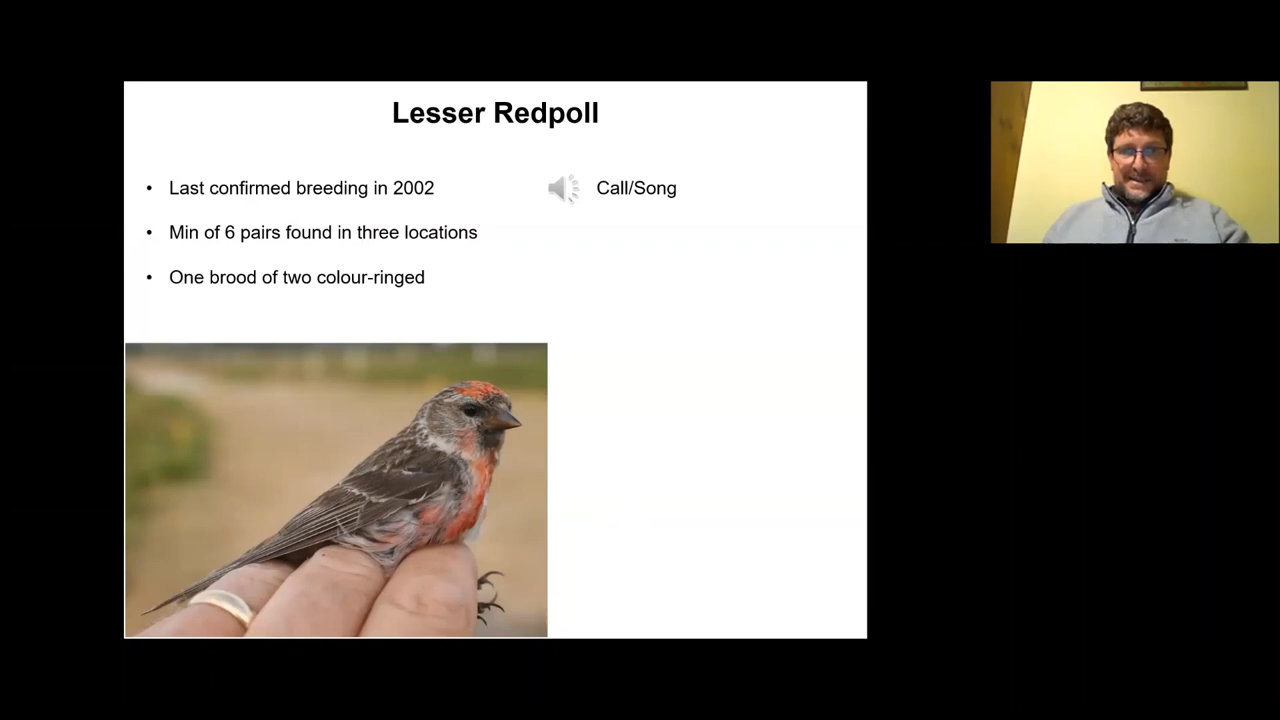 Lesser Redpoll
• Last confirmed breeding in 2002
Call/Song
• Min of 6 pairs found in three locations
• One brood of two colour-ringed